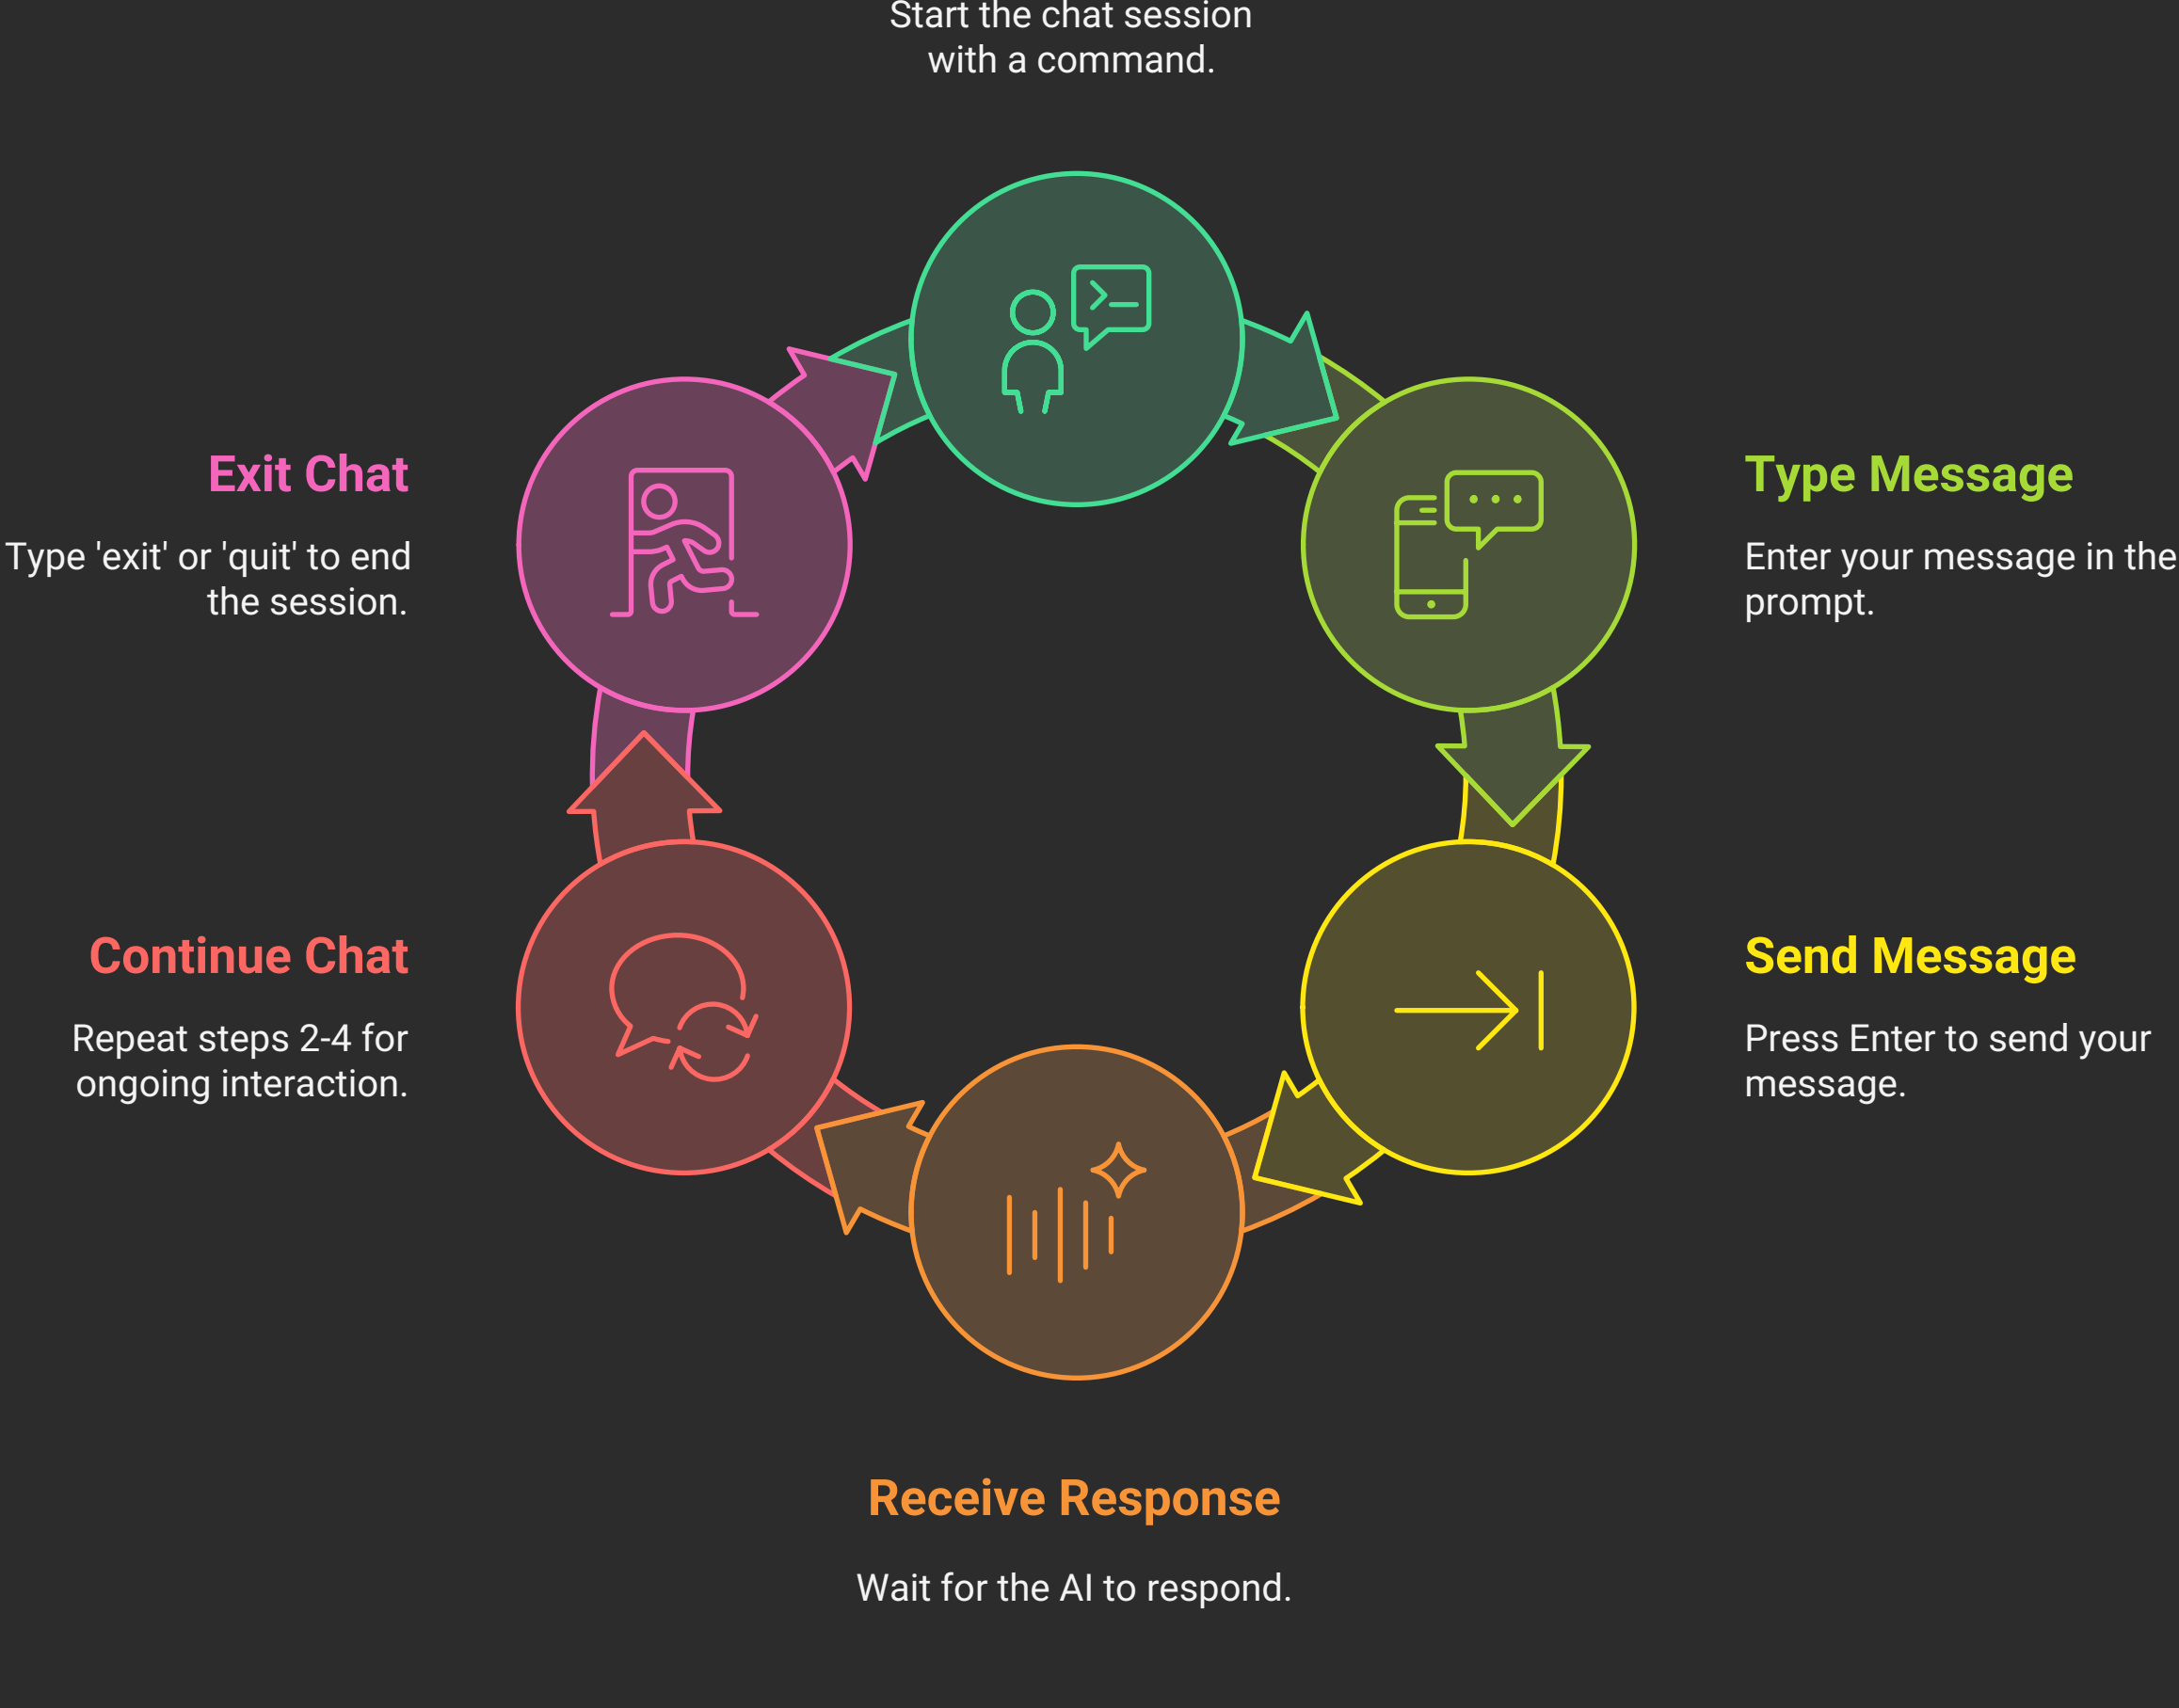 Start the chat session
with a command.
Type Message
Enter your message in the
prompt.
Send Message
Press Enter to send your
message.
Receive Response
Wait for the AI to respond.
Continue Chat
Repeat steps 2-4 for
ongoing interaction.
Exit Chat
Type 'exit' or 'quit' to end
the session.